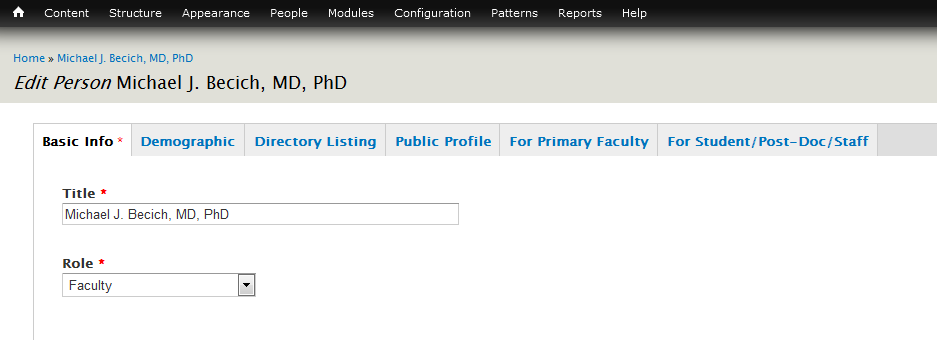 Content Structure Appearance People Modules Configuration Patterns Reports Help
Home » Michael J. Becich, MD, PhD
Edit Person Michael J. Becich, MD, PhD
Basic Info * Demographic Directory Listing Public Profile For Primary Faculty For Student/Post-Doc/Staff
Title *
Michael J. Becich, MD, PhD
Role *
Faculty